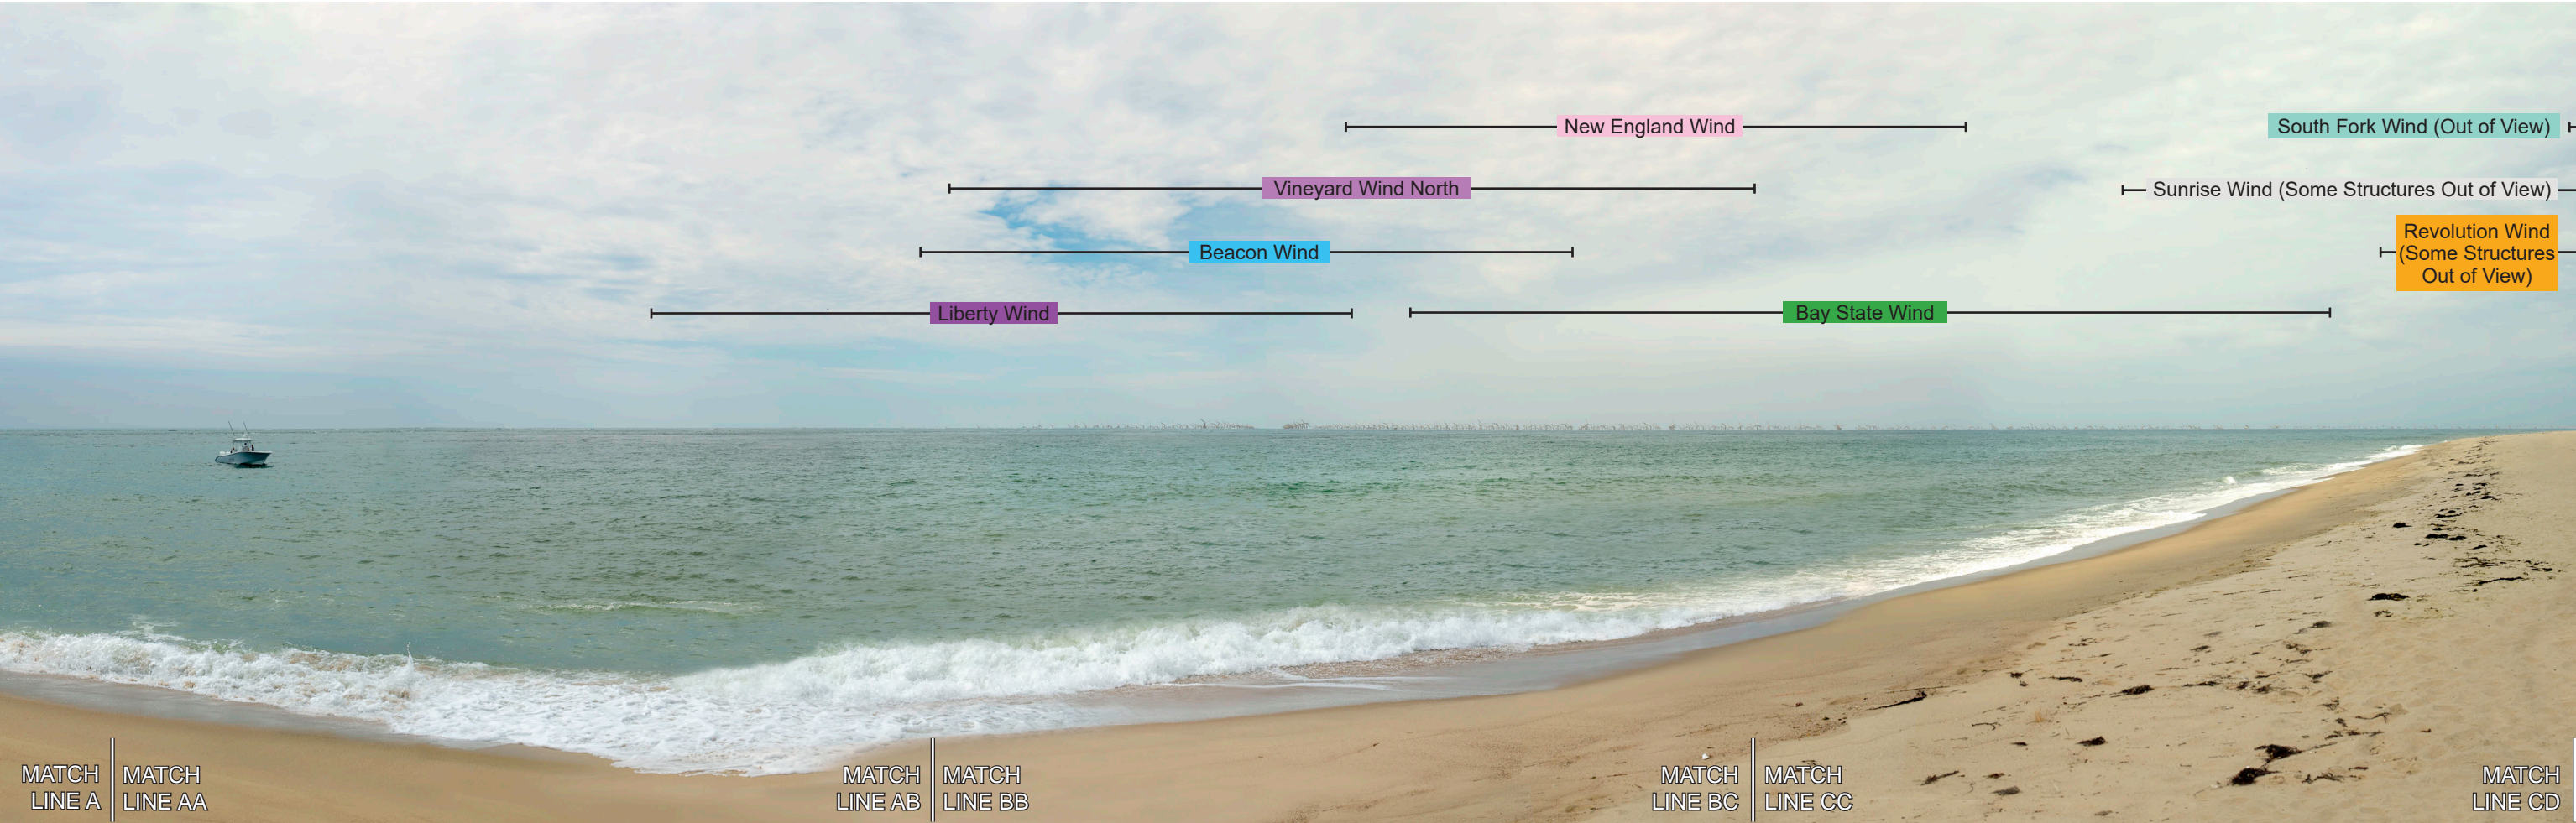 New England Wind
South Fork Wind (Out of View)
Vineyard Wind North
Sunrise Wind (Some Structures Out of View)
Beacon Wind
Revolution Wind
(Some Structures
Out of View)
Liberty Wind
Bay State Wind
MATCH
LINE A
MATCH
LINE AA
MATCH
LINE AB
MATCH
LINE BB
MATCH
LINE BC
MATCH
LINE CC
MATCH
LINE CD